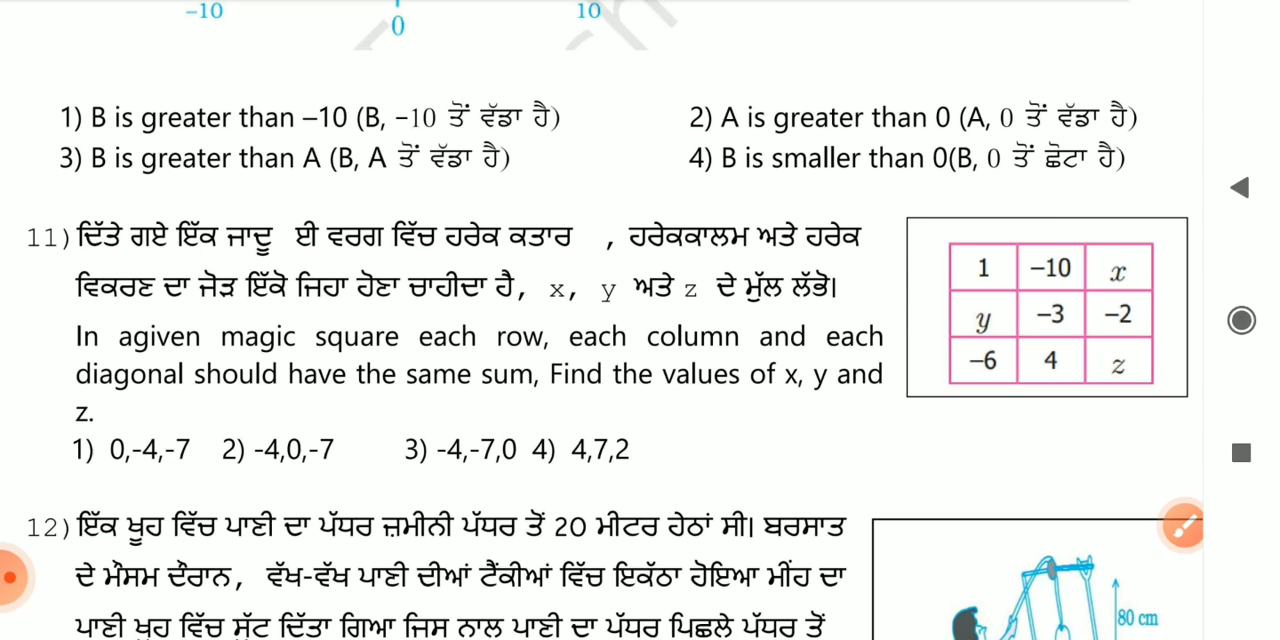 −10
0
10
1) B is greater than –10 (B, −10 ਤੋਂ ਵੱਡਾ ਹੈ)
2) A is greater than 0 (A, 0 ਤੋਂ ਵੱਡਾ ਹੈ)
3) B is greater than A (B, A ਤੋਂ ਵੱਡਾ ਹੈ)
4) B is smaller than 0(B, 0 ਤੋਂ ਛੋਟਾ ਹੈ)
11) ਦਿੱਤੇ ਗਏ ਇੱਕ ਜਾਦੂ ਈ ਵਰਗ ਵਿੱਚ ਹਰੇਕ ਕਤਾਰ , ਹਰੇਕਕਾਲਮ ਅਤੇ ਹਰੇਕ
ਵਿਕਰਣ ਦਾ ਜੋੜ ਇੱਕੋ ਜਿਹਾ ਹੋਣਾ ਚਾਹੀਦਾ ਹੈ, x, y ਅਤੇ z ਦੇ ਮੁੱਲ ਲੱਭੋ।
In agiven magic square each row, each column and each
diagonal should have the same sum, Find the values of x, y and
z.
1) 0,-4,-7 2) -4,0,-7 3) -4,-7,0 4) 4,7,2
1 −10 x
y −3 −2
−6 4 z
12) ਇੱਕ ਖੂਹ ਵਿੱਚ ਪਾਣੀ ਦਾ ਪੱਧਰ ਜ਼ਮੀਨੀ ਪੱਧਰ ਤੋਂ 20 ਮੀਟਰ ਹੇਠਾਂ ਸੀ। ਬਰਸਾਤ
ਦੇ ਮੌਸਮ ਦੌਰਾਨ, ਵੱਖ-ਵੱਖ ਪਾਣੀ ਦੀਆਂ ਟੈਂਕੀਆਂ ਵਿੱਚ ਇਕੱਠਾ ਹੋਇਆ ਮੀਂਹ ਦਾ
ਪਾਣੀ ਖੂਹ ਵਿੱਚ ਸੁੱਟ ਦਿੱਤਾ ਗਿਆ ਜਿਸ ਨਾਲ ਪਾਣੀ ਦਾ ਪੱਧਰ ਪਿਛਲੇ ਪੱਧਰ ਤੋਂ
80 cm